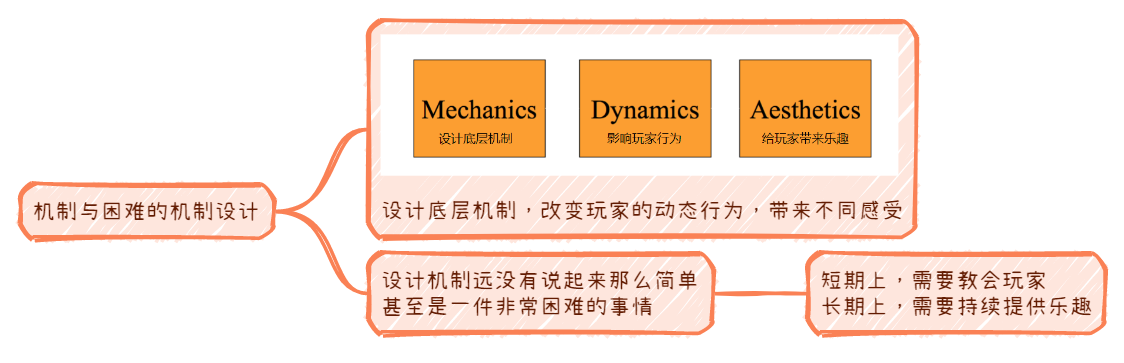 机制与困难的机制设计
Mechanics
设计底层机制
Dynamics
影响玩家行为
Aesthetics
给玩家带来乐趣
设计底层机制，改变玩家的动态行为，带来不同感受
设计机制远没有说起来那么简单
甚至是一件非常困难的事情
短期上，需要教会玩家
长期上，需要持续提供乐趣